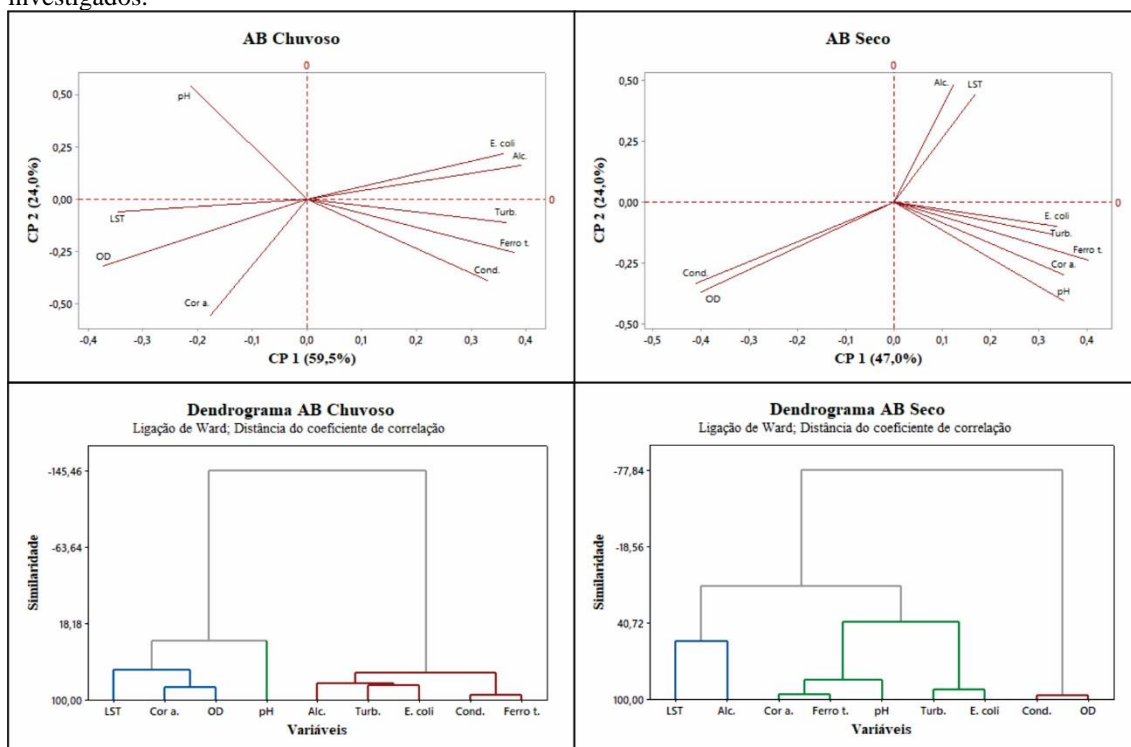 investigados.
AB Chuvoso
0
0,50
0,25
0,00
-0,25
-0,50
CP 2 (24,0%)
pH
E. coli
Alc.
0
LST
Turb.
OD
Ferro t.
Cond.
Cor a.
-0,4 -0,3 -0,2 -0,1 0,0 0,1 0,2 0,3 0,4
CP 1 (59,5%)
AB Seco
0
0,50
0,25
0,00
-0,25
-0,50
CP 2 (24,0%)
Alc.
LST
0
E. coli
Turb.
Ferro t.
Cor a.
pH
Cond.
OD
-0,5 -0,4 -0,3 -0,2 -0,1 0,0 0,1 0,2 0,3 0,4
CP 1 (47,0%)
Dendrograma AB Chuvoso
Ligação de Ward; Distância do coeficiente de correlação
Similaridade
-145,46
-63,64
18,18
100,00
LST Cor a. OD pH Alc. Turb. E. coli Cond. Ferro t.
Variáveis
Dendrograma AB Seco
Ligação de Ward; Distância do coeficiente de correlação
Similaridade
-77,84
-18,56
40,72
100,00
LST Alc. Cor a. Ferro t. pH Turb. E. coli Cond. OD
Variáveis